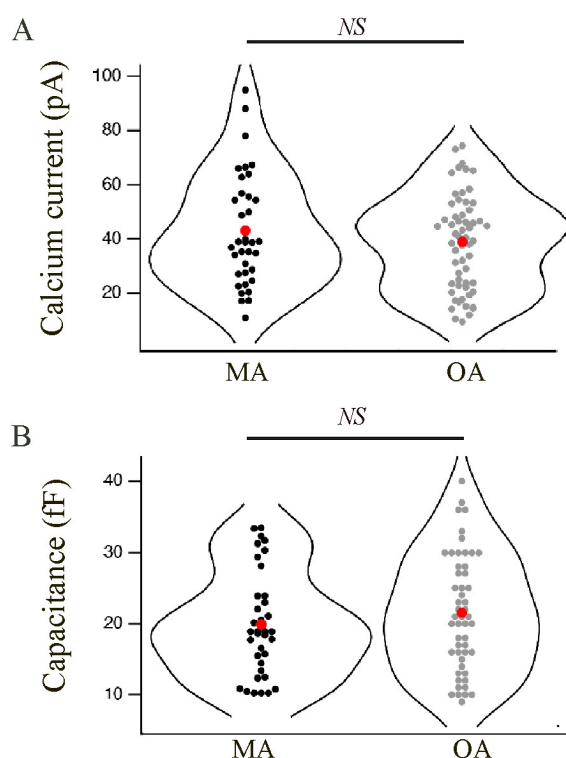 A
NS
Calcium current (pA)
100
80
60
40
20
MA OA
B
NS
Capacitance (fF)
40
30
20
10
MA OA